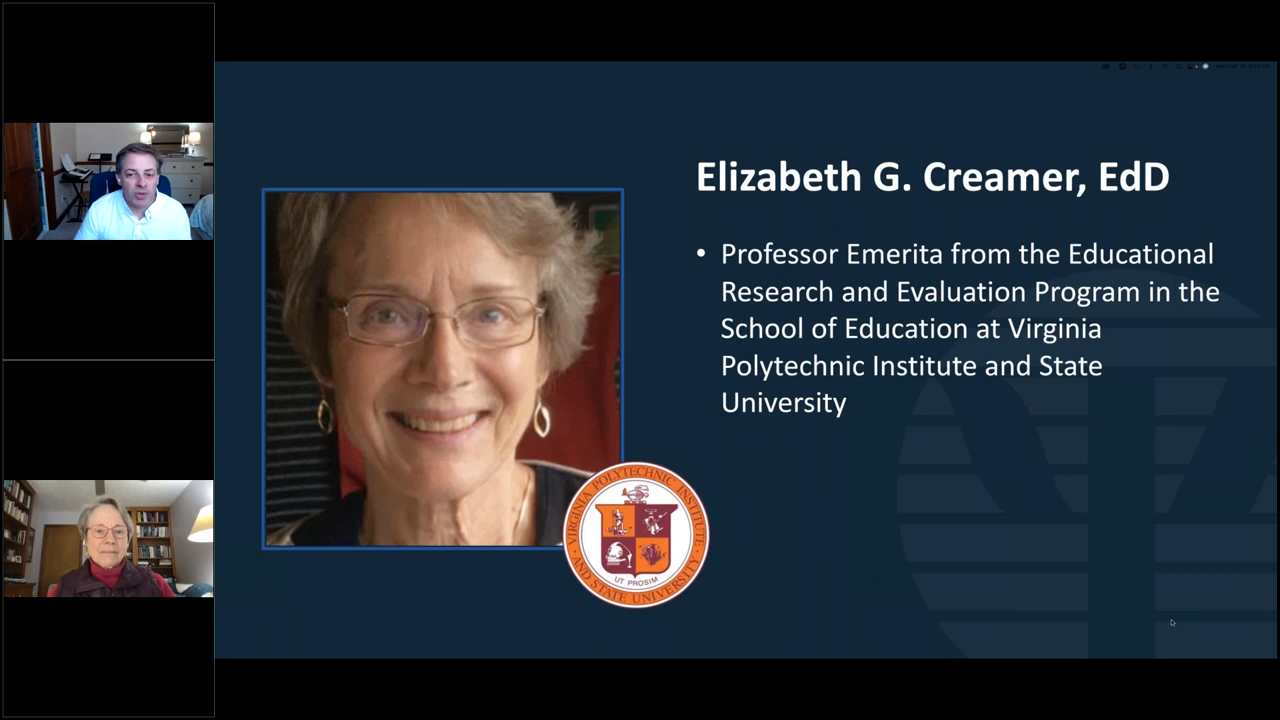 Elizabeth G. Creamer, EdD
• Professor Emerita from the Educational
Research and Evaluation Program in the
School of Education at Virginia
Polytechnic Institute and State
University
VIRGINIA POLYTECHNIC INSTITUTE
AND STATE UNIVERSITY
UT PROSIM